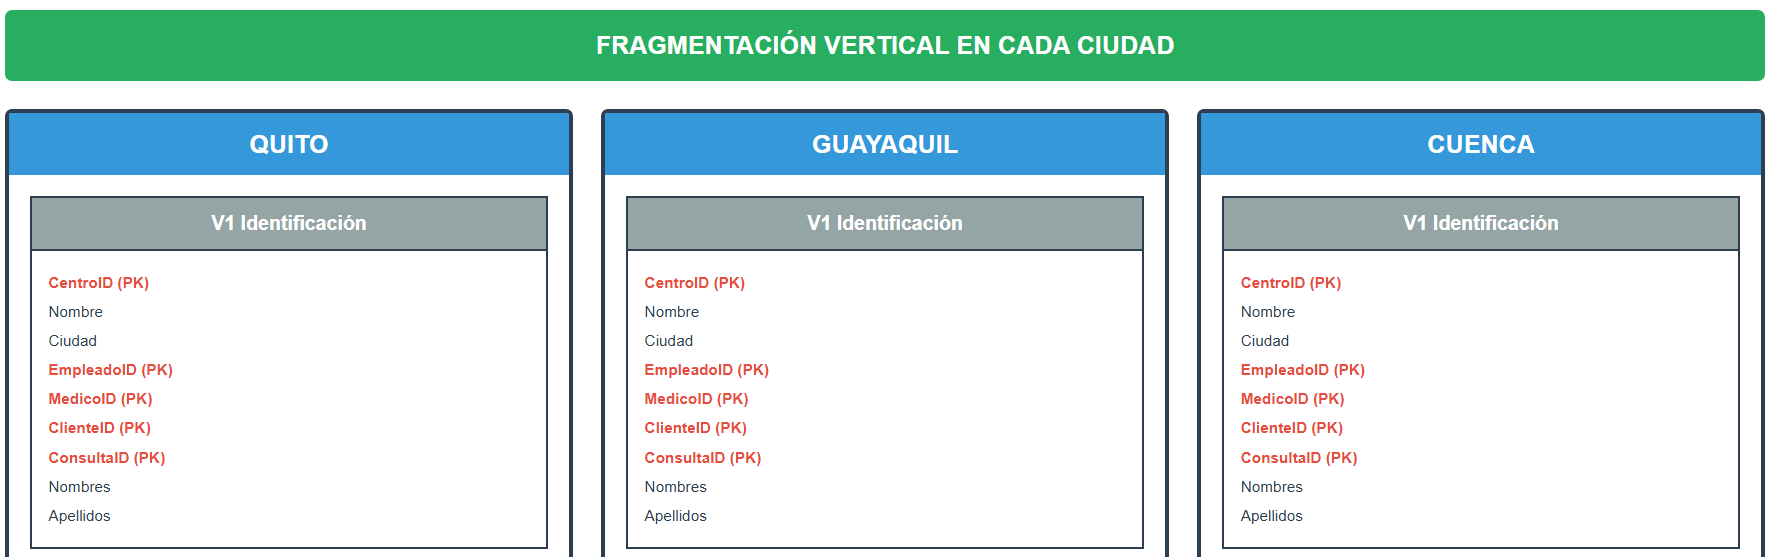 FRAGMENTACIÓN VERTICAL EN CADA CIUDAD
QUITO
V1 Identificación
CentroID (PK)
Nombre
Ciudad
EmpleadoID (PK)
MedicoID (PK)
ClienteID (PK)
ConsultaID (PK)
Nombres
Apellidos
GUAYAQUIL
V1 Identificación
CentroID (PK)
Nombre
Ciudad
EmpleadoID (PK)
MedicoID (PK)
ClienteID (PK)
ConsultaID (PK)
Nombres
Apellidos
CUENCA
V1 Identificación
CentroID (PK)
Nombre
Ciudad
EmpleadoID (PK)
MedicoID (PK)
ClienteID (PK)
ConsultaID (PK)
Nombres
Apellidos